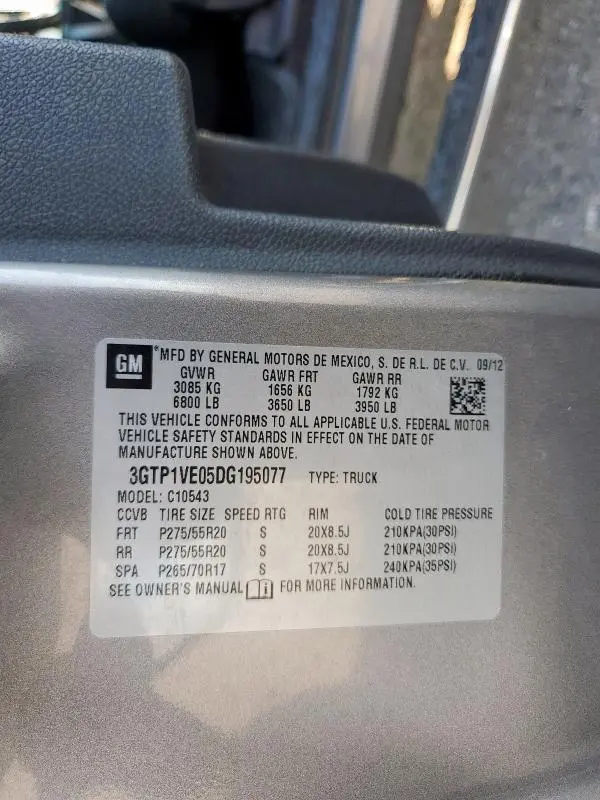 GM
*MFD BY GENERAL MOTORS DE MEXICO, S. DE R.L. DE C.V. 09/12
GVWR GAWR FRT GAWR RR
3085 KG 1656 KG 1792 KG
6800 LB 3650 LB 3950 LB
THIS VEHICLE CONFORMS TO ALL APPLICABLE U.S. FEDERAL MOTOR
VEHICLE SAFETY STANDARDS IN EFFECT ON THE DATE OF
MANUFACTURE SHOWN ABOVE.
3GTP1VE05DG195077 TYPE: TRUCK
MODEL: C10543
CCVB TIRE SIZE SPEED RTG RIM COLD TIRE PRESSURE
FRT P275/55R20 S 20X8.5J 210KPA(30PSI)
RR P275/55R20 S 20X8.5J 210KPA(30PSI)
SPA P265/70R17 S 17X7.5J 240KPA(35PSI)
SEE OWNER'S MANUAL FOR MORE INFORMATION.